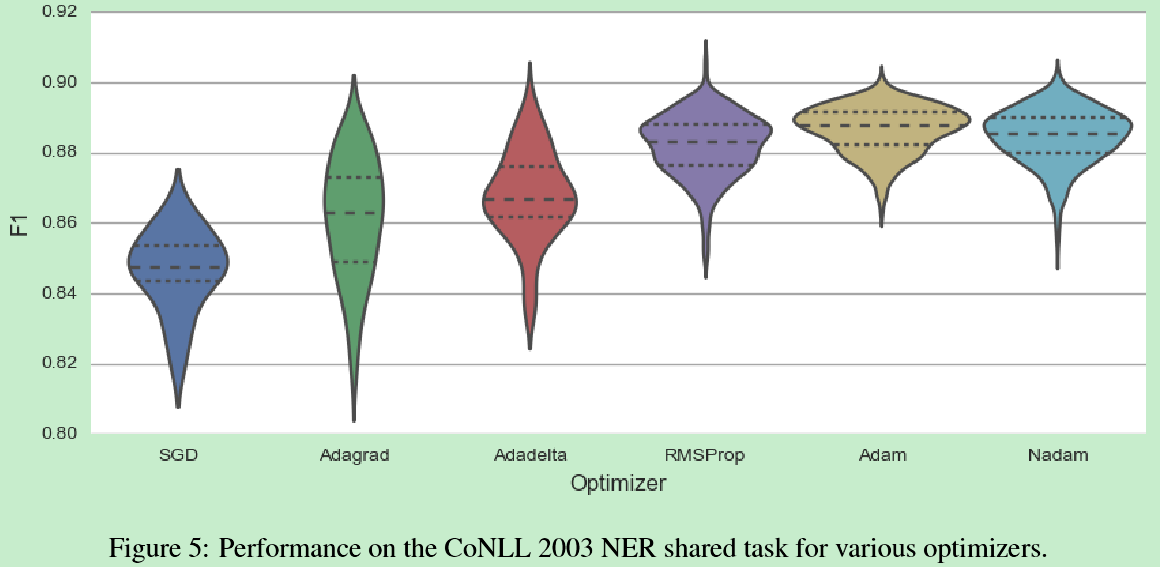 0.92
0.90
0.88
0.86
0.84
0.82
0.80
F1
SGD
Adagrad
Adadelta
RMSProp
Adam
Nadam
Optimizer
Figure 5: Performance on the CoNLL 2003 NER shared task for various optimizers.